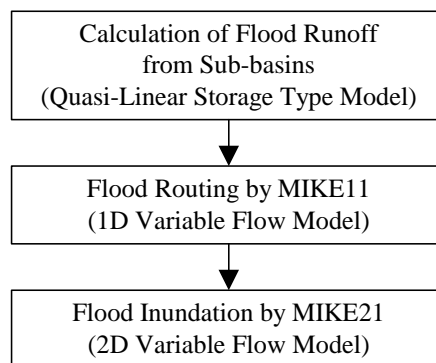 Calculation of Flood Runoff
from Sub-basins
(Quasi-Linear Storage Type Model)
Flood Routing by MIKE11
(1D Variable Flow Model)
Flood Inundation by MIKE21
(2D Variable Flow Model)